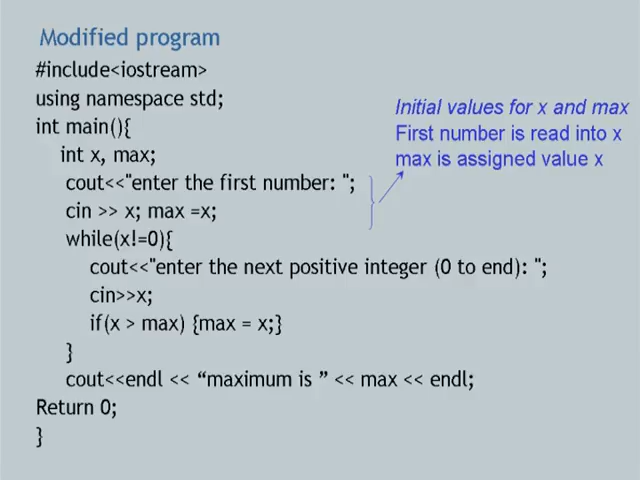 Modified program
#include<iostream>
using namespace std;
int main(){
int x, max;
cout<<"enter the first number: ";
cin >> x; max =x;
while(x!=0){
cout<<"enter the next positive integer (0 to end): ";
cin>>x;
if(x > max) {max = x;}
}
cout<<endl << “maximum is ” << max << endl;
Return 0;
}
Initial values for x and max
First number is read into x
max is assigned value x